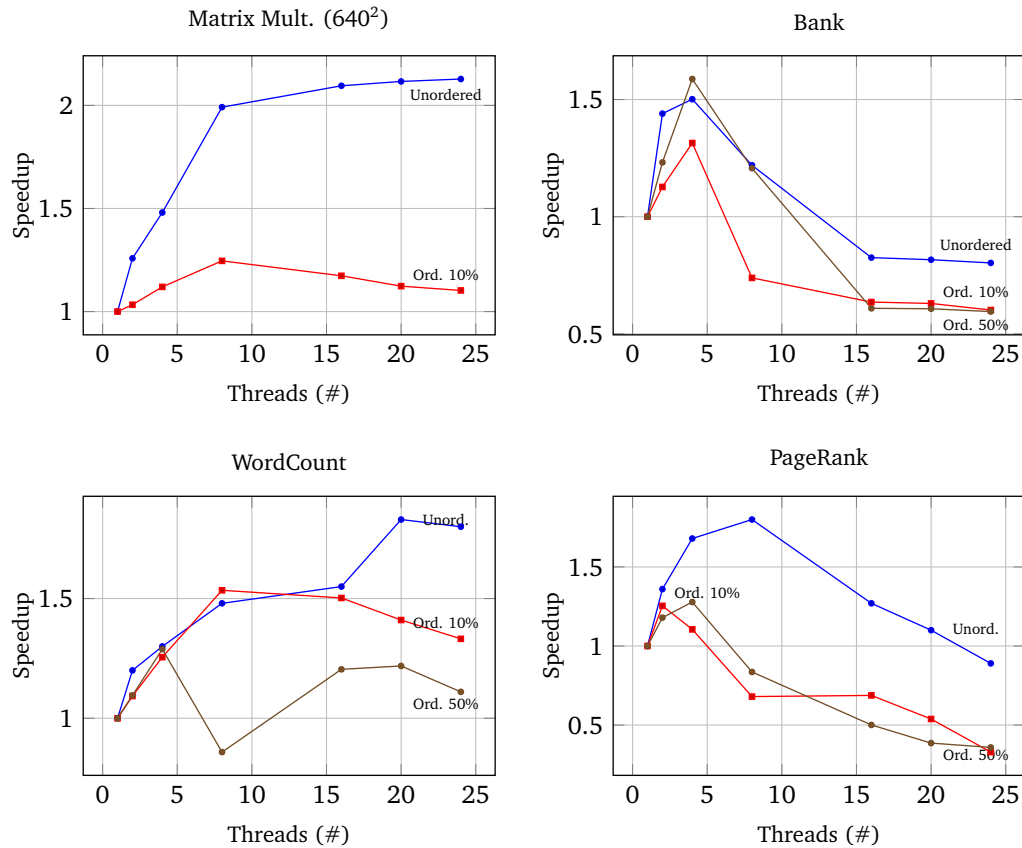 Matrix Mult. (640²)
2
1.5
1
Speedup
Unordered
Ord. 10%
0 5 10 15 20 25
Threads (#)
Bank
1.5
1
0.5
Speedup
Unordered
Ord. 10%
Ord. 50%
0 5 10 15 20 25
Threads (#)
WordCount
1.5
1
Speedup
Unord.
Ord. 10%
Ord. 50%
0 5 10 15 20 25
Threads (#)
PageRank
1.5
1
0.5
Speedup
Ord. 10%
Unord.
Ord. 50%
0 5 10 15 20 25
Threads (#)